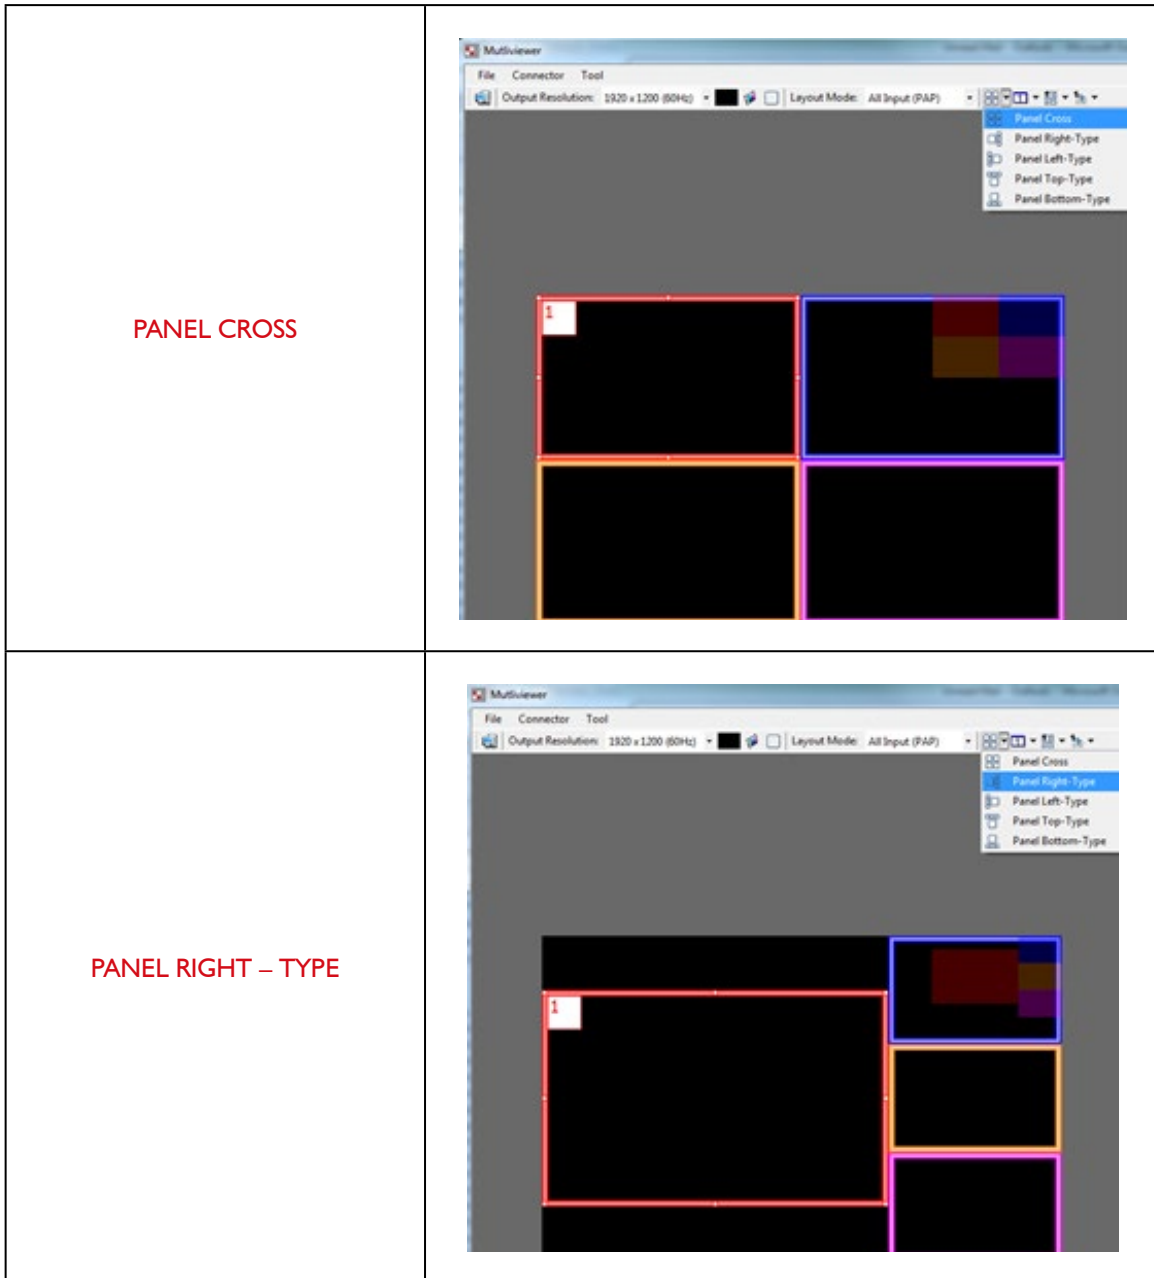 Mutliviewer
File Connector Tool
Output Resolution: 1920 x 1200 (60Hz) Layout Mode: All Input (PAP)
Panel Cross
Panel Right-Type
Panel Left-Type
Panel Top-Type
Panel Bottom-Type
PANEL CROSS
1
Mutliviewer
File Connector Tool
Output Resolution: 1920 x 1200 (60Hz) Layout Mode: All Input (PAP)
Panel Cross
Panel Right-Type
Panel Left-Type
Panel Top-Type
Panel Bottom-Type
PANEL RIGHT – TYPE
1